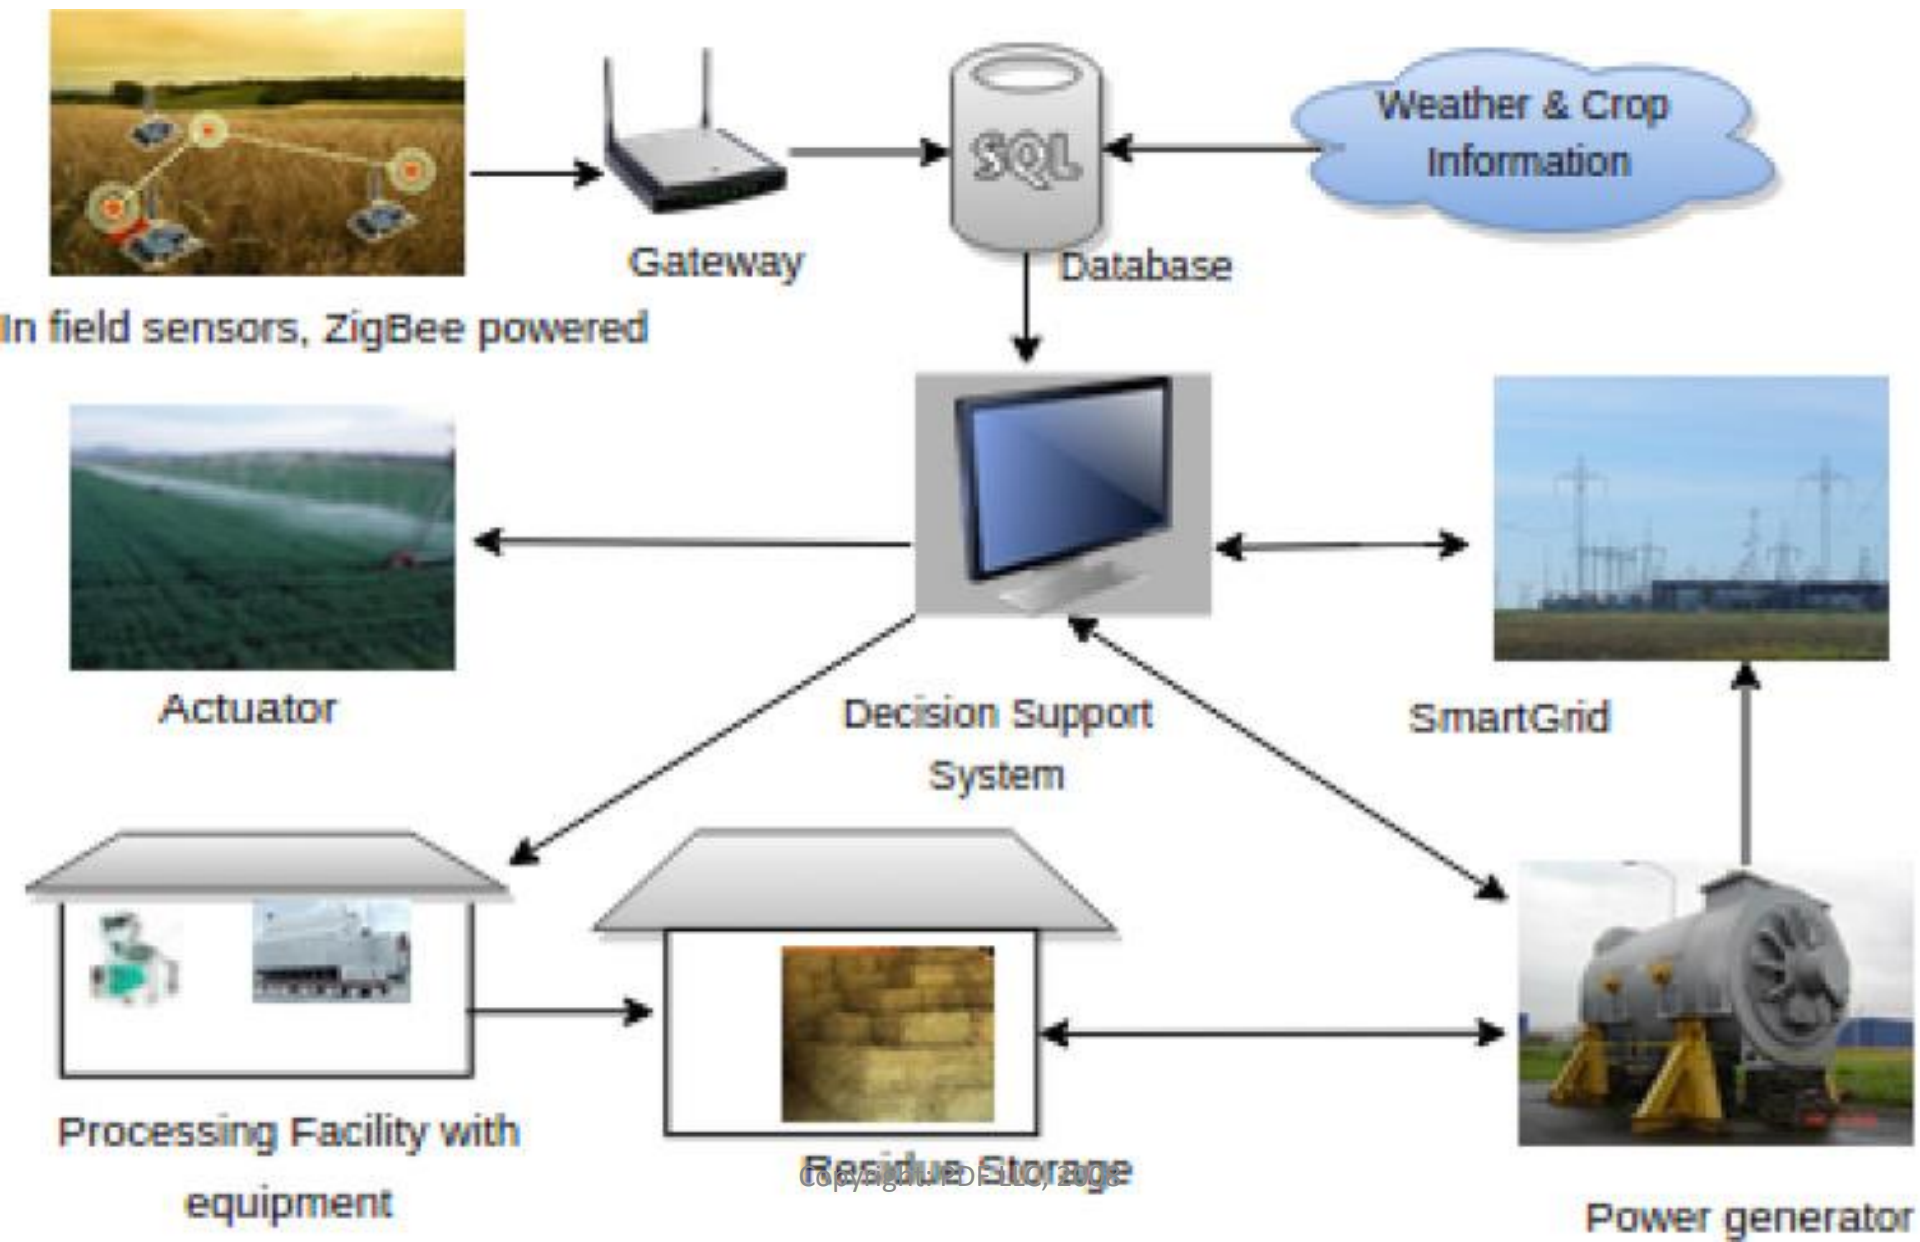 Weather & Crop
Information
SQL
Gateway
Database
In field sensors, ZigBee powered
Actuator
Decision Support
System
SmartGrid
Processing Facility with
equipment
Residue Storage
Power generator